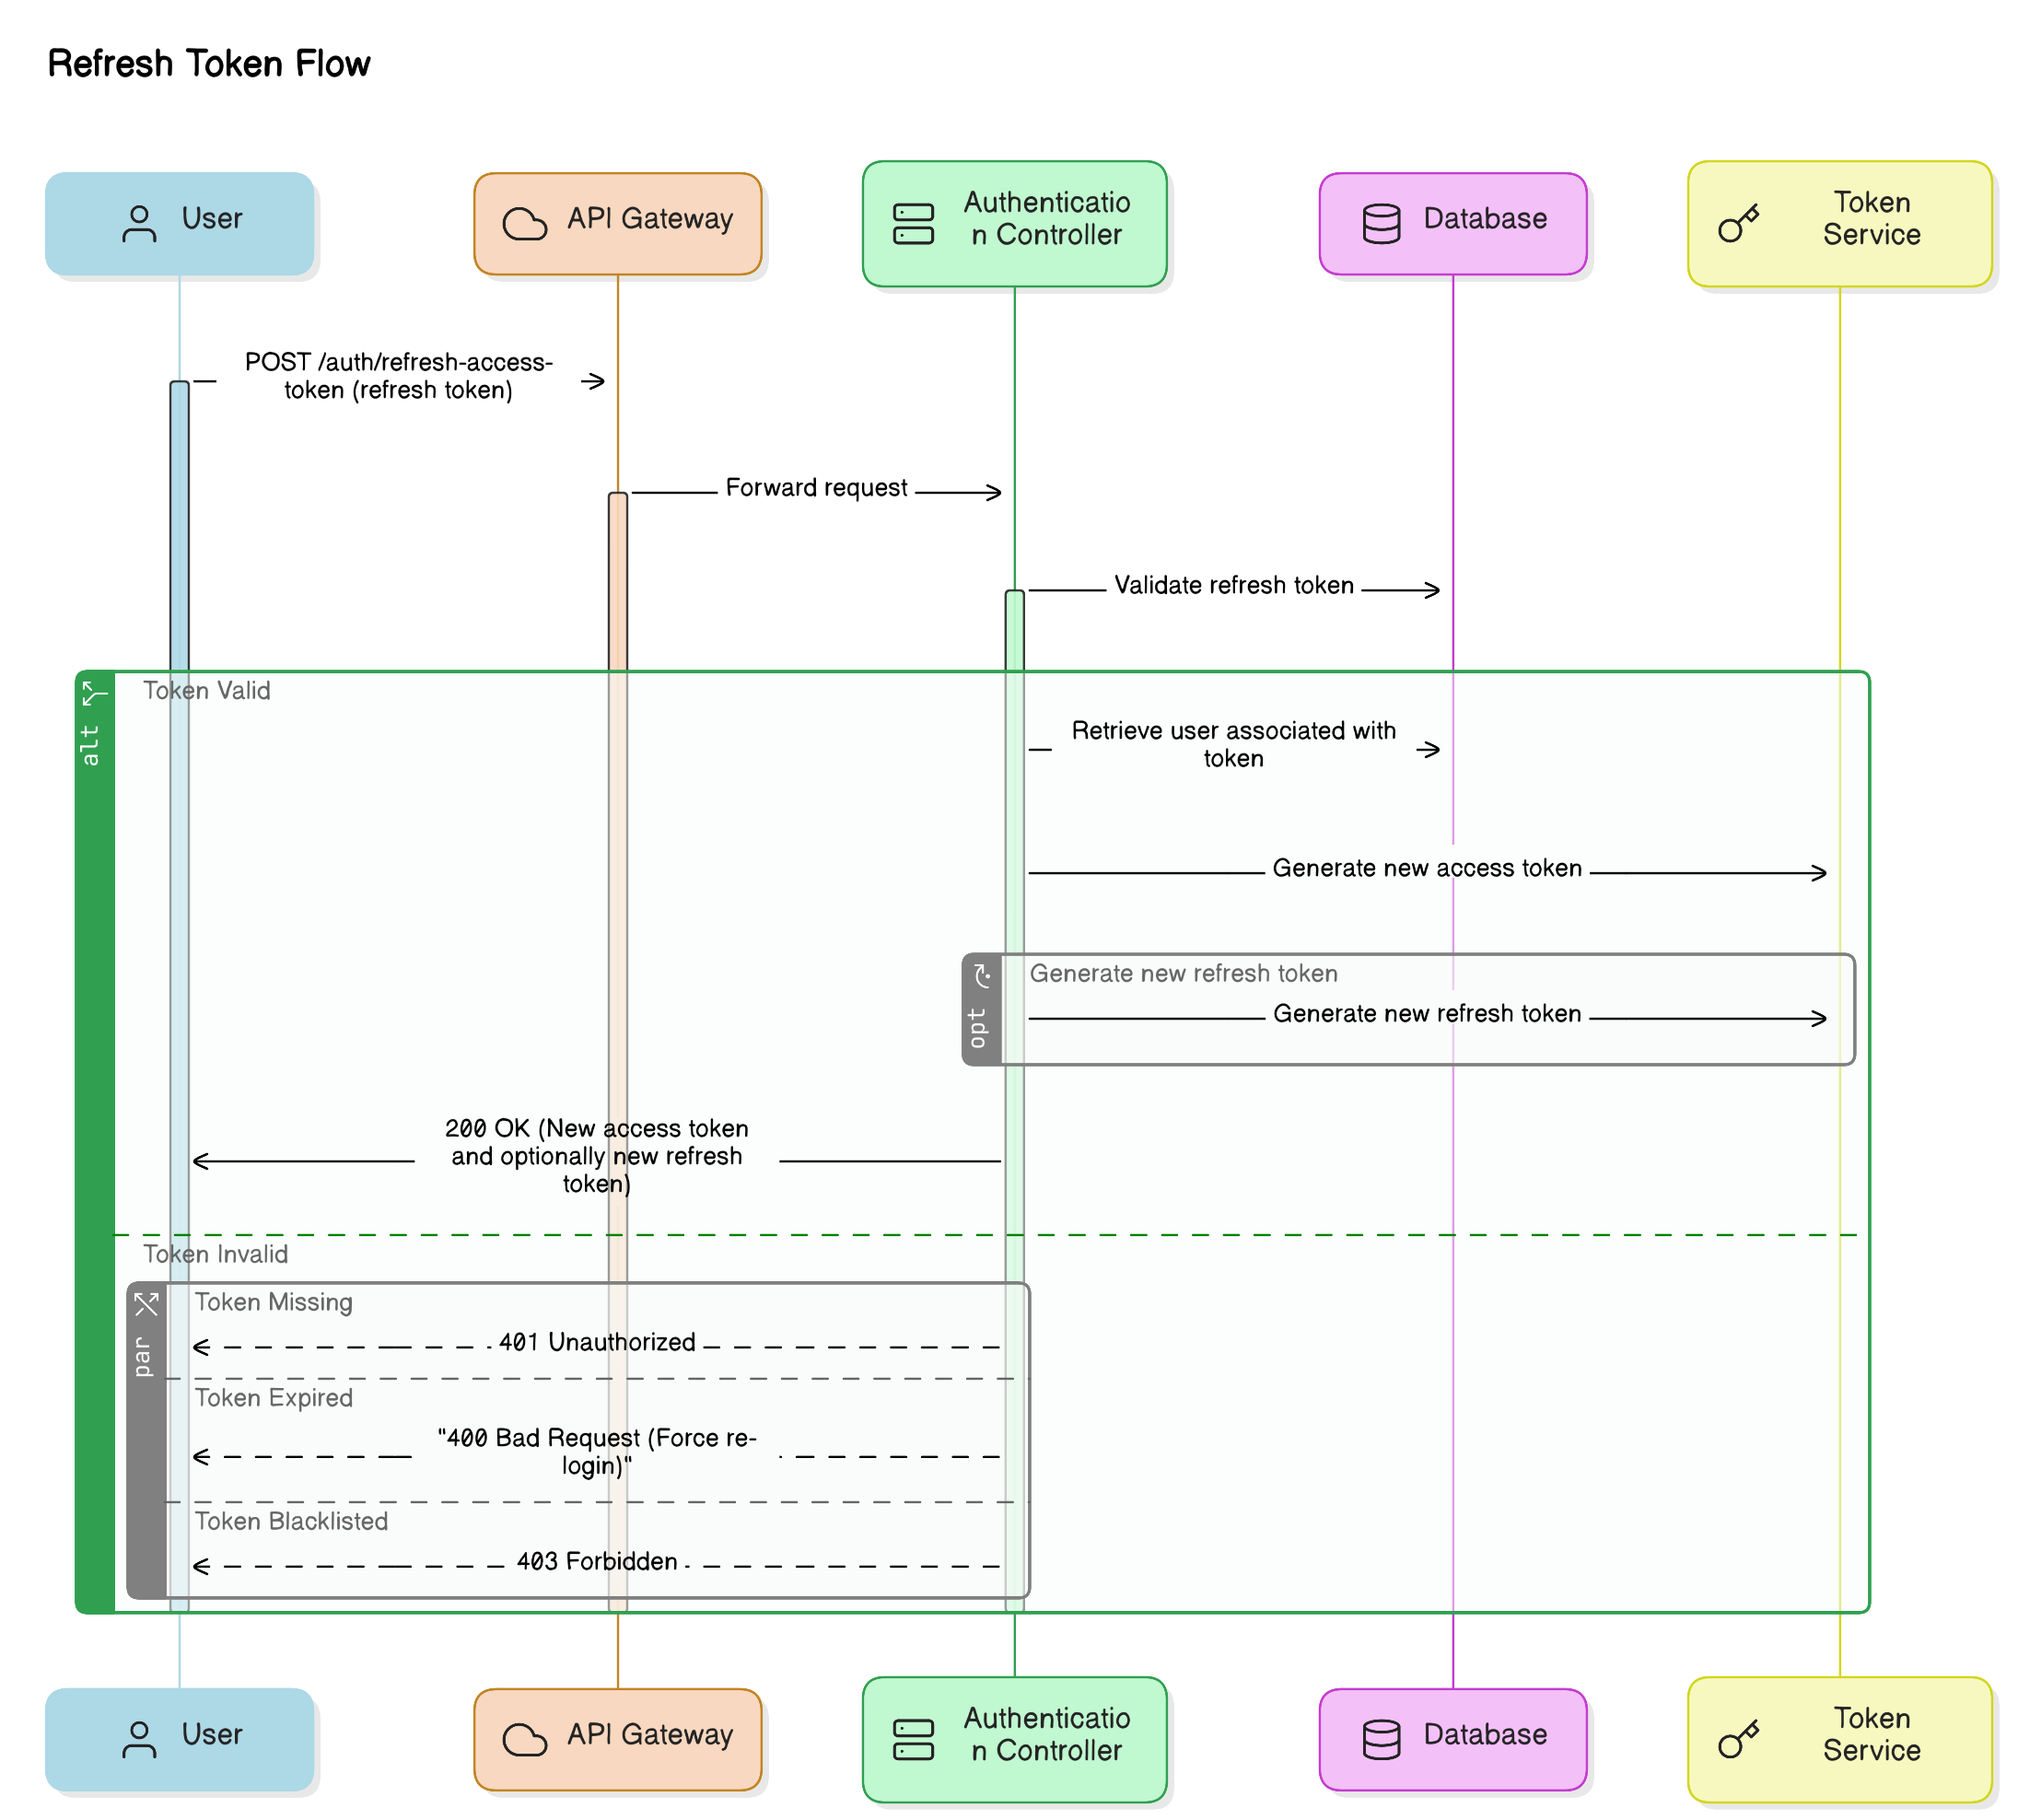 Refresh Token Flow
User
API Gateway
Authenticatio
n Controller
Database
Token
Service
POST /auth/refresh-access-
token (refresh token)
Forward request
Validate refresh token
alt
Token Valid
Retrieve user associated with
token
Generate new access token
opt
Generate new refresh token
Generate new refresh token
200 OK (New access token
and optionally new refresh
token)
Token Invalid
par
Token Missing
401 Unauthorized
Token Expired
"400 Bad Request (Force re-
login)"
Token Blacklisted
403 Forbidden
User
API Gateway
Authenticatio
n Controller
Database
Token
Service